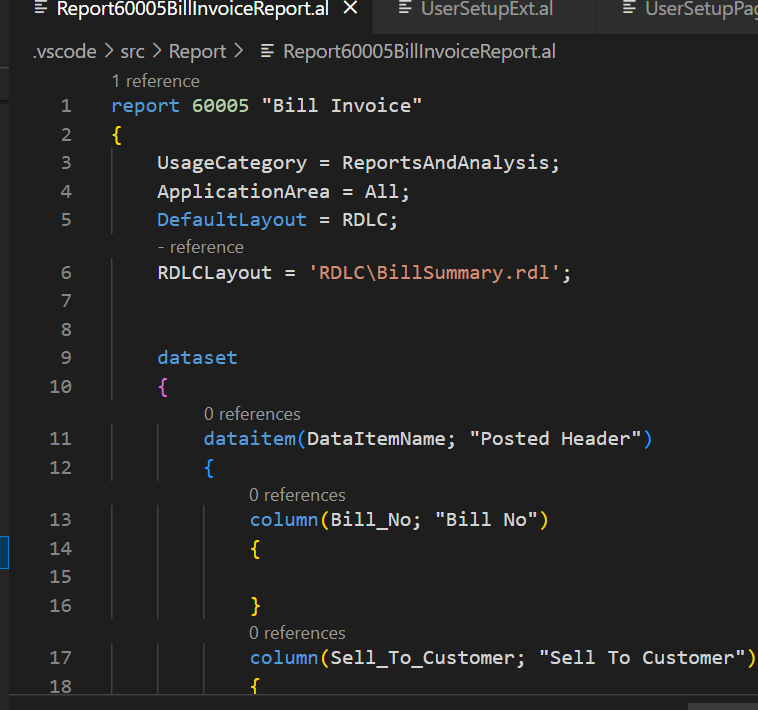 Report60005BillInvoiceReport.al × UserSetupExt.al UserSetupPag
.vscode > src > Report > Report60005BillInvoiceReport.al
1 reference
1 report 60005 "Bill Invoice"
2 {
3 UsageCategory = ReportsAndAnalysis;
4 ApplicationArea = All;
5 DefaultLayout = RDLC;
- reference
6 RDLCLayout = 'RDLC\BillSummary.rdl';
7
8
9 dataset
10 {
0 references
11 dataitem(DataItemName; "Posted Header")
12 {
0 references
13 column(Bill_No; "Bill No")
14 {
15
16 }
0 references
17 column(Sell_To_Customer; "Sell To Customer")
18 {